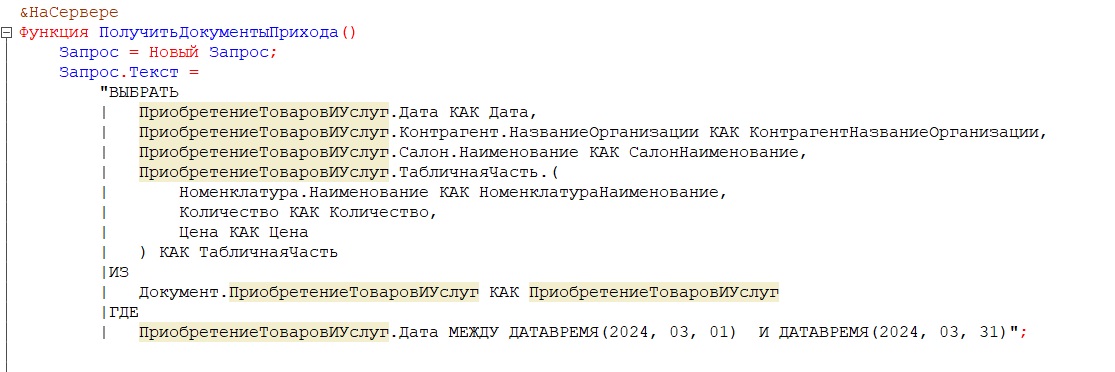 &НаСервере
Функция ПолучитьДокументыПрихода()
Запрос = Новый Запрос;
Запрос.Текст =
"ВЫБРАТЬ
|   ПриобретениеТоваровИУслуг.Дата КАК Дата,
|   ПриобретениеТоваровИУслуг.Контрагент.НазваниеОрганизации КАК КонтрагентНазваниеОрганизации,
|   ПриобретениеТоваровИУслуг.Салон.Наименование КАК СалонНаименование,
|   ПриобретениеТоваровИУслуг.ТабличнаяЧасть.(
|       Номенклатура.Наименование КАК НоменклатураНаименование,
|       Количество КАК Количество,
|       Цена КАК Цена
|   ) КАК ТабличнаяЧасть
|ИЗ
|   Документ.ПриобретениеТоваровИУслуг КАК ПриобретениеТоваровИУслуг
|ГДЕ
|   ПриобретениеТоваровИУслуг.Дата МЕЖДУ ДАТАВРЕМЯ(2024, 03, 01)  И ДАТАВРЕМЯ(2024, 03, 31)";